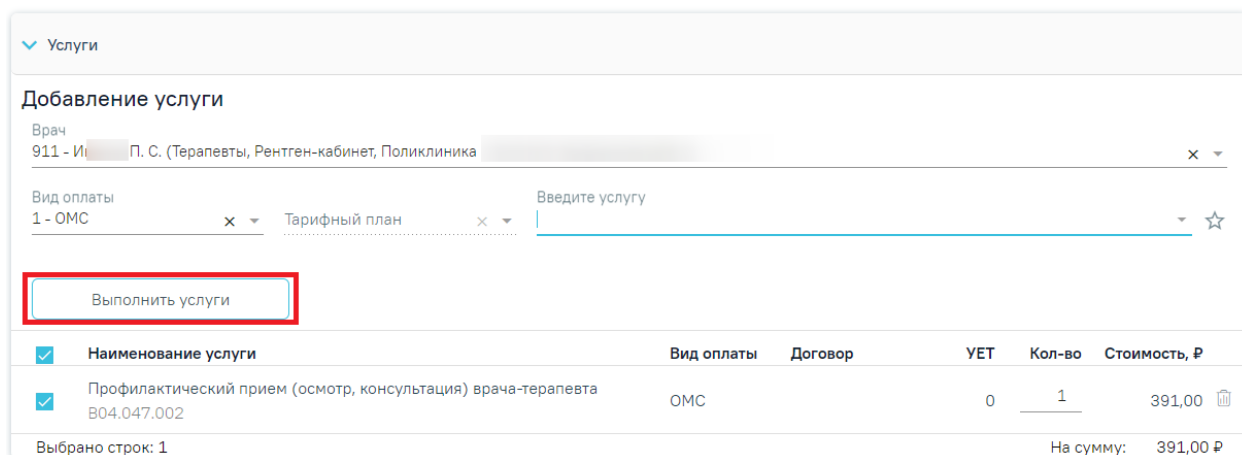 Услуги
Добавление услуги
Врач
911 - И П. С. (Терапевты, Рентген-кабинет, Поликлиника
Вид оплаты
1 - ОМС
Тарифный план
Введите услугу
Выполнить услуги
Наименование услуги Вид оплаты Договор УЕТ Кол-во Стоимость, ₽
Профилактический прием (осмотр, консультация) врача-терапевта
B04.047.002
ОМС 0 1 391,00
Выбрано строк: 1 На сумму: 391,00 ₽